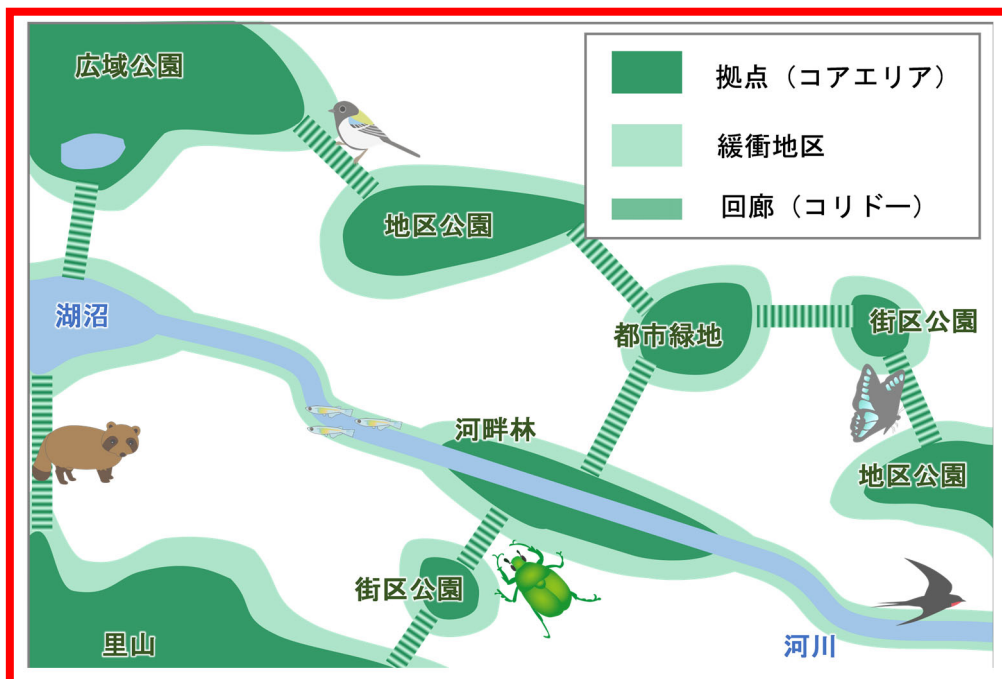 広域公園
拠点（コアエリア）
緩衝地区
回廊（コリドー）
地区公園
湖沼
都市緑地
街区公園
河畔林
地区公園
街区公園
里山
河川